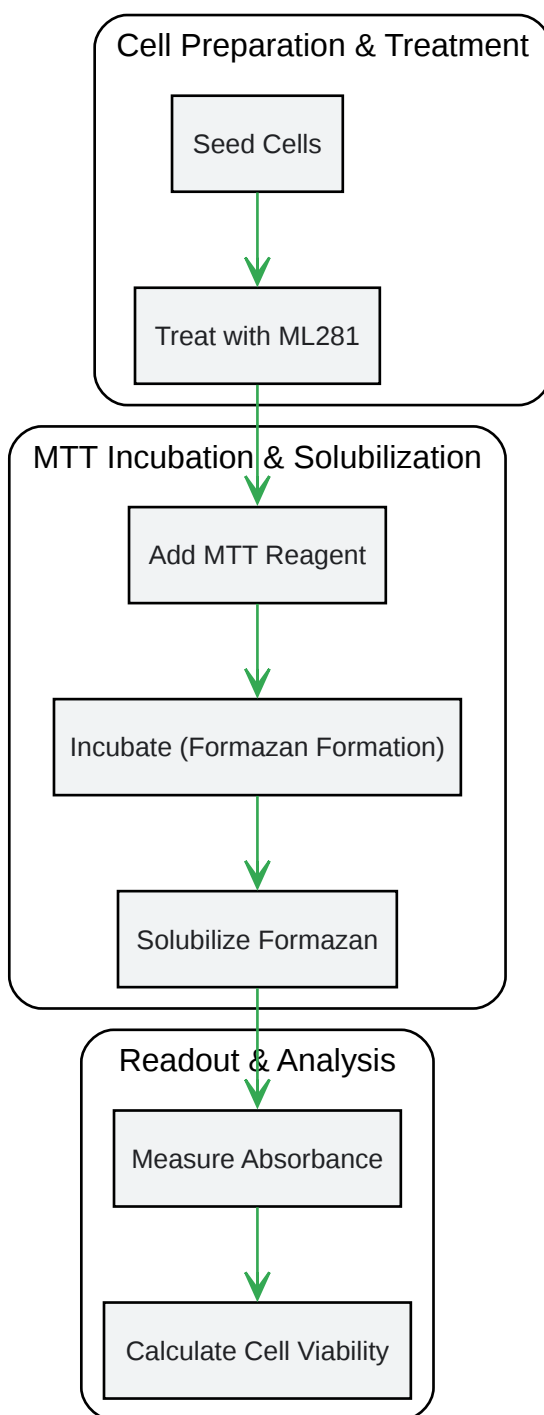 Cell Preparation & Treatment
Seed Cells
Treat with ML281
MTT Incubation & Solubilization
Add MTT Reagent
Incubate (Formazan Formation)
Solubilize Formazan
Readout & Analysis
Measure Absorbance
Calculate Cell Viability